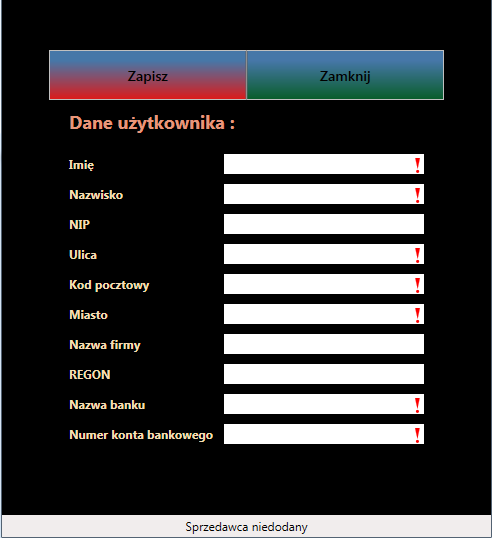 Zapisz Zamknij
Dane użytkownika :
Imię !
Nazwisko !
NIP
Ulica !
Kod pocztowy !
Miasto !
Nazwa firmy
REGON
Nazwa banku !
Numer konta bankowego !
Sprzedawca niedodany